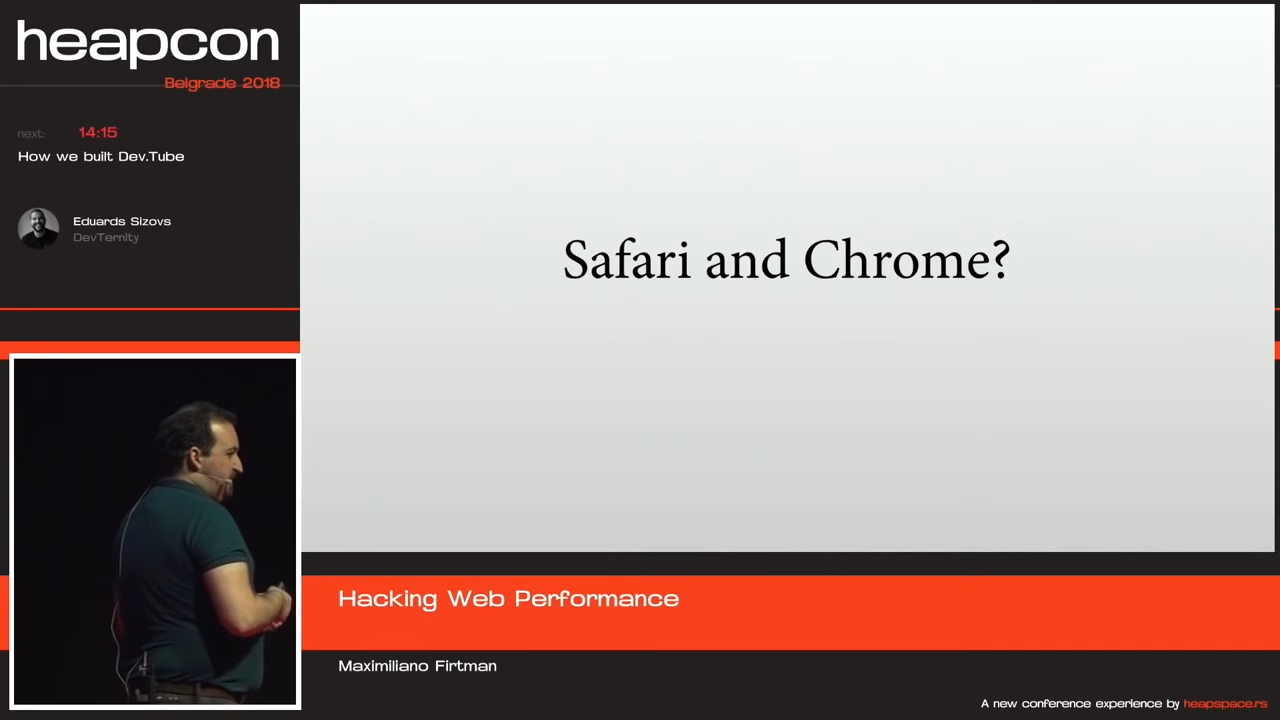 heapcon
Belgrade 2018
next: 14:15
How we built Dev.Tube
Eduards Sizovs
DevTernity
Safari and Chrome?
Hacking Web Performance
Maximiliano Firtman
A new conference experience by heapspace.rs